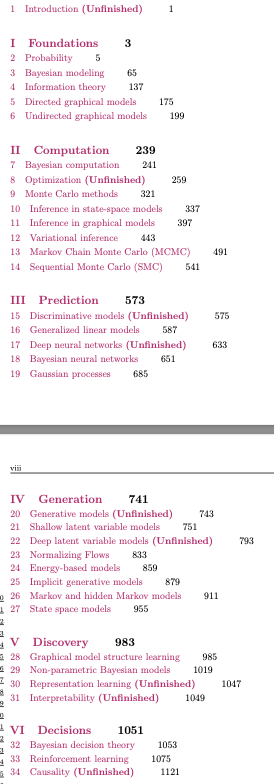 1 Introduction (Unfinished) 1
I Foundations 3
2 Probability 5
3 Bayesian modeling 65
4 Information theory 137
5 Directed graphical models 175
6 Undirected graphical models 199
II Computation 239
7 Bayesian computation 241
8 Optimization (Unfinished) 259
9 Monte Carlo methods 321
10 Inference in state-space models 337
11 Inference in graphical models 397
12 Variational inference 443
13 Markov Chain Monte Carlo (MCMC) 491
14 Sequential Monte Carlo (SMC) 541
III Prediction 573
15 Discriminative models (Unfinished) 575
16 Generalized linear models 587
17 Deep neural networks (Unfinished) 633
18 Bayesian neural networks 651
19 Gaussian processes 685
viii
IV Generation 741
20 Generative models (Unfinished) 743
21 Shallow latent variable models 751
22 Deep latent variable models (Unfinished) 793
23 Normalizing Flows 833
24 Energy-based models 859
25 Implicit generative models 879
26 Markov and hidden Markov models 911
27 State space models 955
V Discovery 983
28 Graphical model structure learning 985
29 Non-parametric Bayesian models 1019
30 Representation learning (Unfinished) 1047
31 Interpretability (Unfinished) 1049
VI Decisions 1051
32 Bayesian decision theory 1053
33 Reinforcement learning 1075
34 Causality (Unfinished) 1121